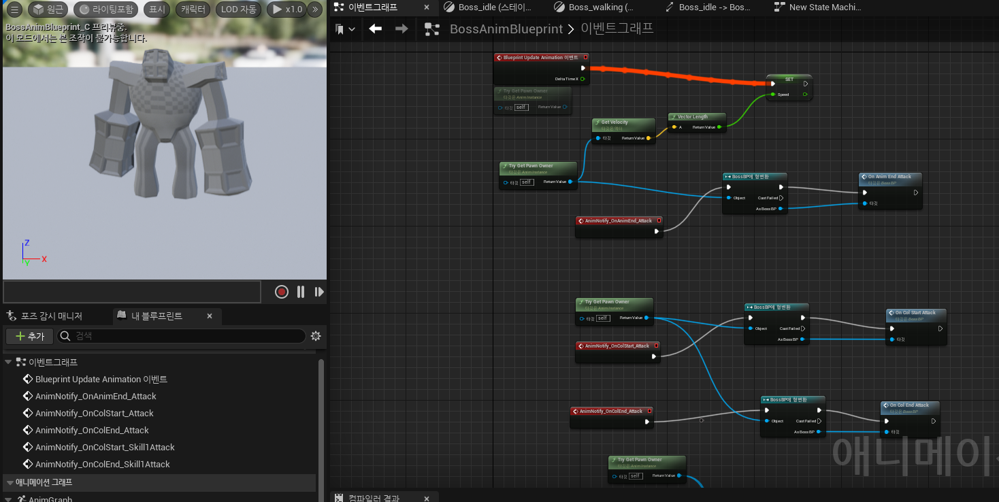 원근
라이팅포함
표시
캐릭터
LOD 자동
x1.0
BossAnimBlueprint_C 프리뷰중.
이 모드에서는 본 조작이 불가능합니다.
Z
X
Y
포즈 감시 매니저
내 블루프린트
추가
검색
이벤트그래프
Blueprint Update Animation 이벤트
AnimNotify_OnAnimEnd_Attack
AnimNotify_OnColStart_Attack
AnimNotify_OnColEnd_Attack
AnimNotify_OnColStart_Skill1Attack
AnimNotify_OnColEnd_Skill1Attack
애니메이션 그래프
AnimGraph
이벤트그래프
Boss_idle (스테이...
Boss_walking (...
Boss_idle -> Bos...
New State Machi...
BossAnimBlueprint > 이벤트그래프
Blueprint Update Animation 이벤트
Delta Time X
SET
Speed
Try Get Pawn Owner
타깃은 Anim Instance
타깃 self Return Value
Get Velocity
타깃은 액터
타깃 Return Value
Vector Length
A Return Value
Try Get Pawn Owner
타깃은 Anim Instance
타깃 self Return Value
BossBP에 형변환
Object Cast Failed
As Boss BP
On Anim End Attack
타깃은 Boss BP
타깃
AnimNotify_OnAnimEnd_Attack
Try Get Pawn Owner
타깃은 Anim Instance
타깃 self Return Value
BossBP에 형변환
Object Cast Failed
As Boss BP
On Col Start Attack
타깃은 Boss BP
타깃
AnimNotify_OnColStart_Attack
AnimNotify_OnColEnd_Attack
BossBP에 형변환
Object Cast Failed
As Boss BP
On Col End Attack
타깃은 Boss BP
타깃
Try Get Pawn Owner
타깃은 Anim Instance
타깃 self Return Value
애니메이
컴파일러 결과